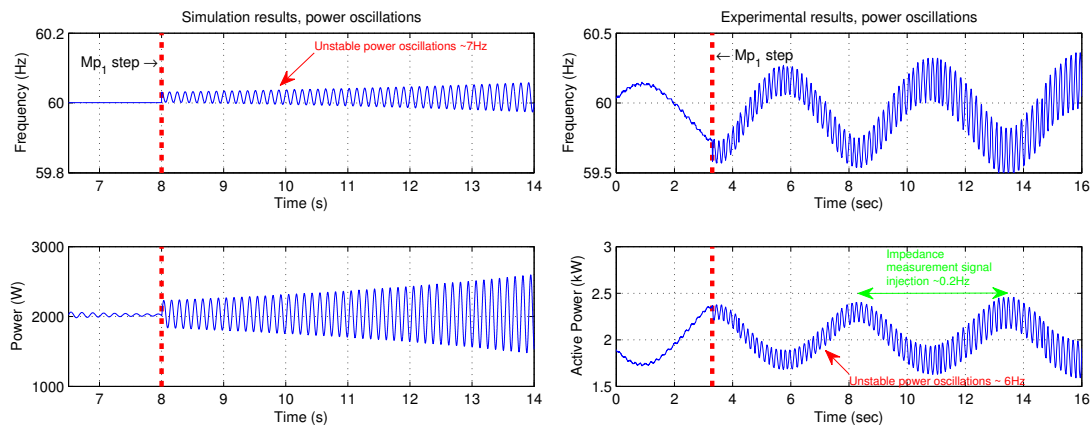 Simulation results, power oscillations
60.2
60
59.8
Frequency (Hz)
Mp1 step →
Unstable power oscillations ~7Hz
7 8 9 10 11 12 13 14
Time (s)
Experimental results, power oscillations
60.5
60
59.5
Frequency (Hz)
← Mp1 step
0 2 4 6 8 10 12 14 16
Time (sec)
3000
2000
1000
Power (W)
7 8 9 10 11 12 13 14
Time (s)
3
2.5
2
1.5
Active Power (kW)
Impedance
measurement signal
injection ~0.2Hz
Unstable power oscillations ~ 6Hz
0 2 4 6 8 10 12 14 16
Time (sec)